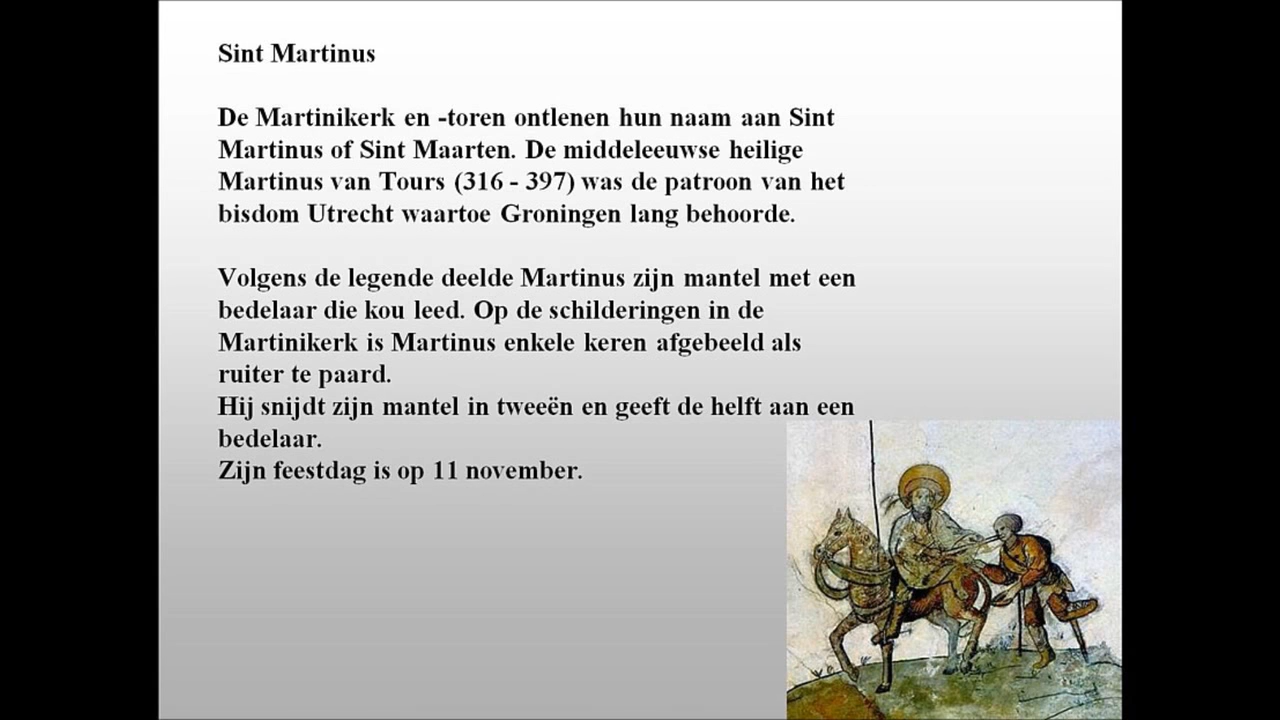 Sint Martinus
De Martinikerk en -toren ontlenen hun naam aan Sint
Martinus of Sint Maarten. De middeleeuwse heilige
Martinus van Tours (316 - 397) was de patroon van het
bisdom Utrecht waartoe Groningen lang behoorde.
Volgens de legende deelde Martinus zijn mantel met een
bedelaar die kou leed. Op de schilderingen in de
Martinikerk is Martinus enkele keren afgebeeld als
ruiter te paard.
Hij snijdt zijn mantel in tweeën en geeft de helft aan een
bedelaar.
Zijn feestdag is op 11 november.